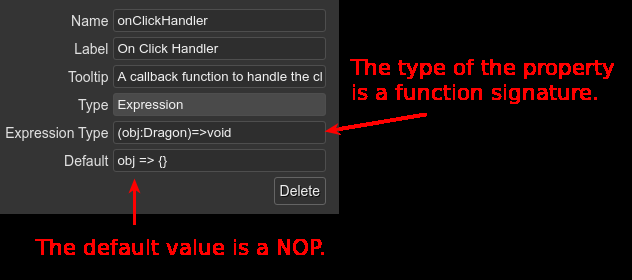 Name onClickHandler
Label On Click Handler
Tooltip A callback function to handle the cl
Type Expression
Expression Type (obj:Dragon)=>void
Default obj => {}
Delete
The type of the property
is a function signature.
The default value is a NOP.